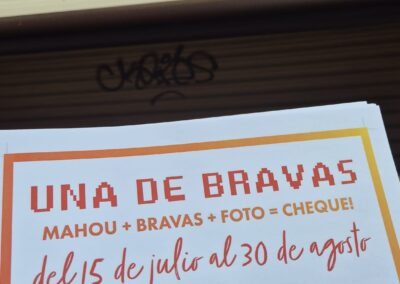 UNA DE BRAVAS
MAHOU + BRAVAS + FOTO = CHEQUE!
del 15 de julio al 30 de agosto